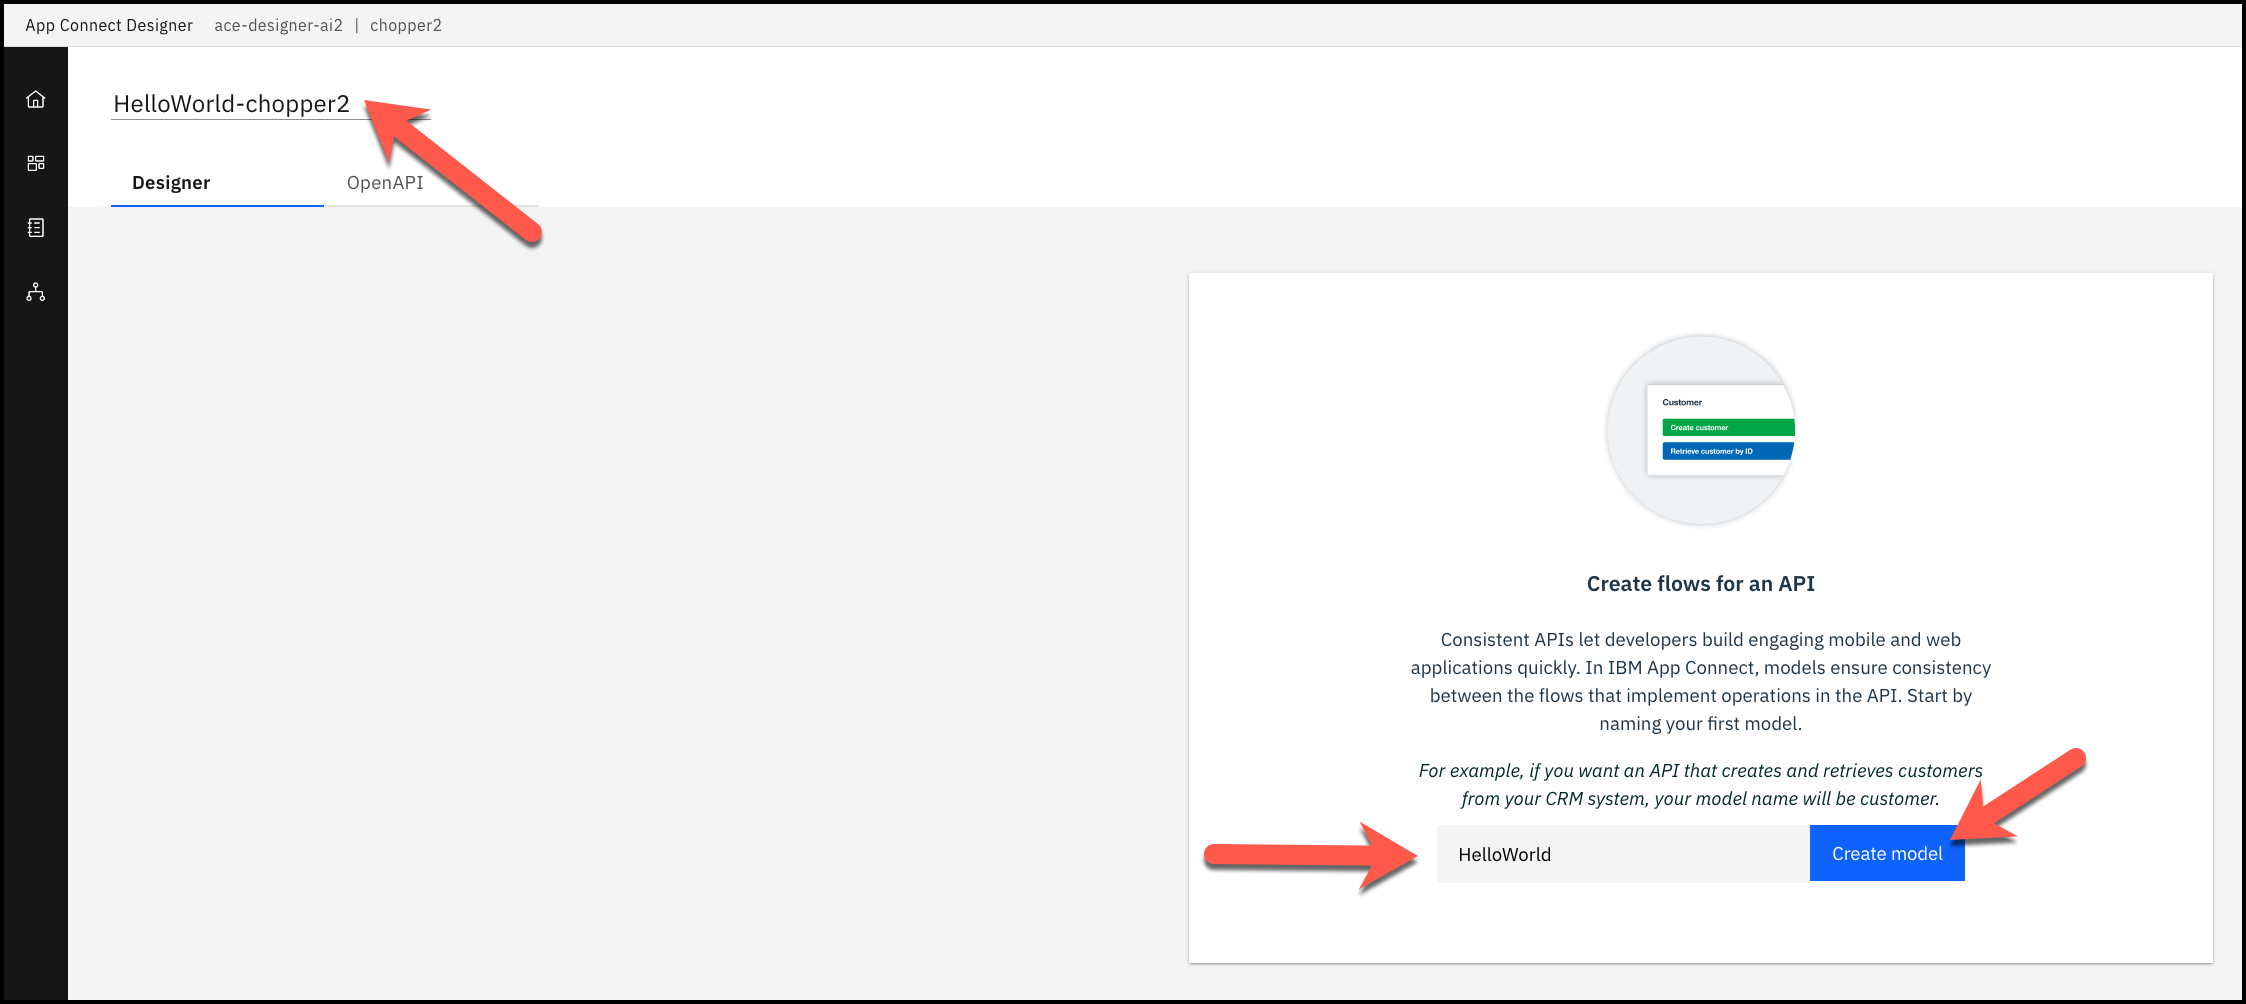 App Connect Designer ace-designer-ai2 | chopper2
HelloWorld-chopper2
Designer OpenAPI
Customer
Create customer
Retrieve customer by ID
Create flows for an API
Consistent APIs let developers build engaging mobile and web
applications quickly. In IBM App Connect, models ensure consistency
between the flows that implement operations in the API. Start by
naming your first model.
For example, if you want an API that creates and retrieves customers
from your CRM system, your model name will be customer.
HelloWorld Create model